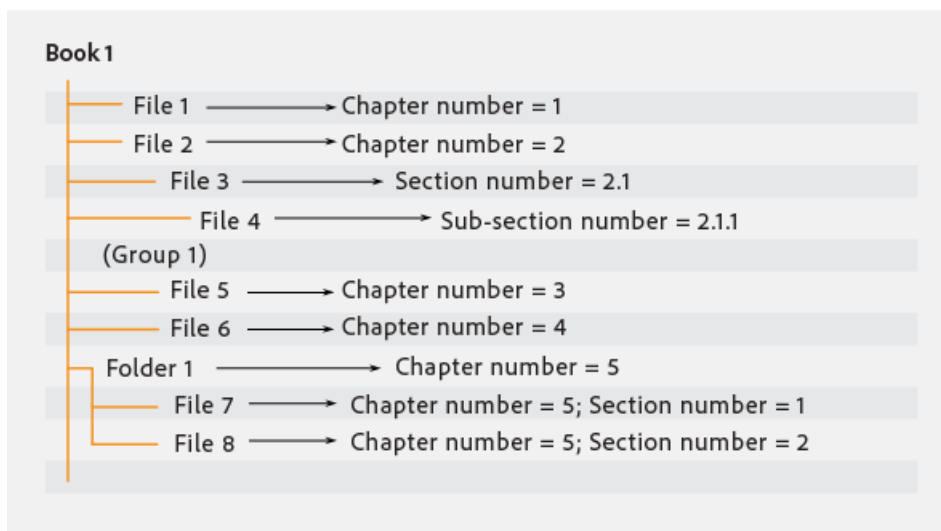 Book 1
File 1 Chapter number = 1
File 2 Chapter number = 2
File 3 Section number = 2.1
File 4 Sub-section number = 2.1.1
(Group 1)
File 5 Chapter number = 3
File 6 Chapter number = 4
Folder 1 Chapter number = 5
File 7 Chapter number = 5; Section number = 1
File 8 Chapter number = 5; Section number = 2